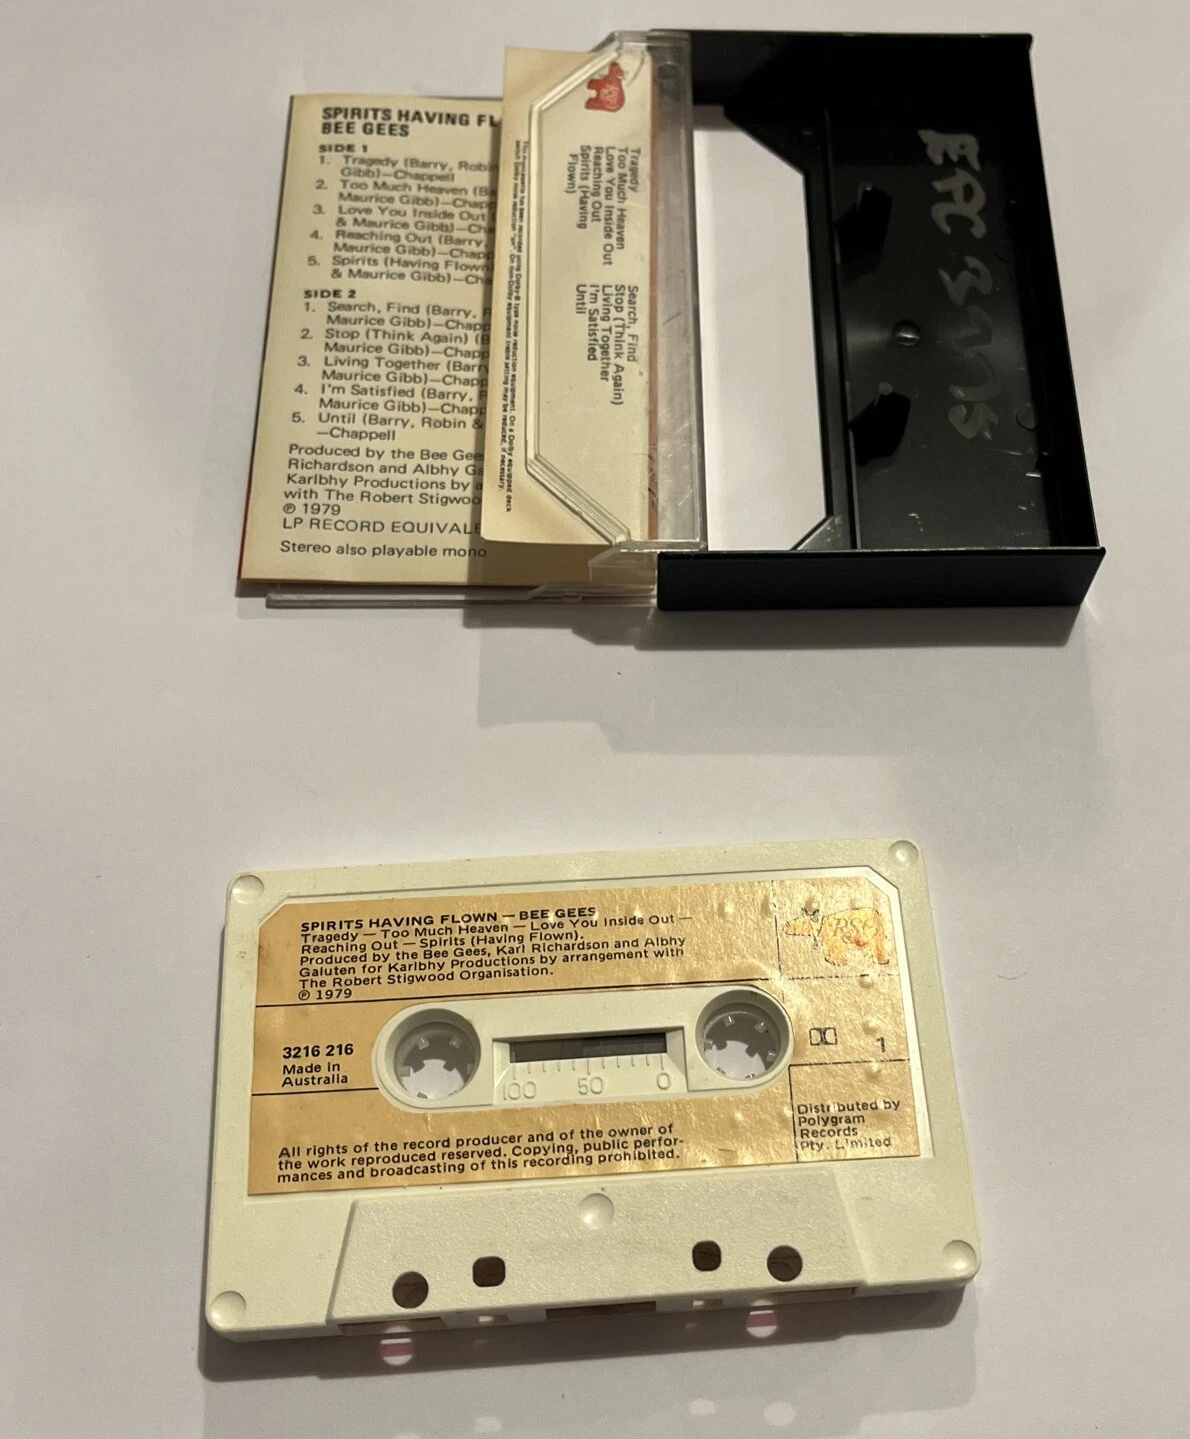 SPIRITS HAVING FL
BEE GEES
SIDE 1
1. Tragedy (Barry, Robin
Gibb)—Chappell
2. Too Much Heaven (Ba
Maurice Gibb)—Chapp
3. Love You Inside Out
& Maurice Gibb)—Cha
4. Reaching Out (Barry,
Maurice Gibb)—Chapp
5. Spirits (Having Flown)
& Maurice Gibb)—Cha
SIDE 2
1. Search, Find (Barry, R
Maurice Gibb)—Chapp
2. Stop (Think Again) (B
Maurice Gibb)—Chapp
3. Living Together (Barr
Maurice Gibb)—Chapp
4. I'm Satisfied (Barry, R
Maurice Gibb)—Chapp
5. Until (Barry, Robin &
—Chappell
Produced by the Bee Gee
Richardson and Albhy Ga
Karlbhy Productions by a
with The Robert Stigwoo
℗ 1979
LP RECORD EQUIVALE
Stereo also playable mono
RSO
Tragedy
Too Much Heaven
Love You Inside Out
Reaching Out
Spirits (Having
Flown)
Search, Find
Stop (Think Again)
Living Together
I'm Satisfied
Until
SPIRITS HAVING FLOWN — BEE GEES
Tragedy — Too Much Heaven — Love You Inside Out —
Reaching Out — Spirits (Having Flown).
Produced by the Bee Gees, Karl Richardson and Albhy
Galuten for Karlbhy Productions by arrangement with
The Robert Stigwood Organisation.
℗ 1979
RSO
3216 216
Made in
Australia
100 50 0
1
All rights of the record producer and of the owner of
the work reproduced reserved. Copying, public perfor-
mances and broadcasting of this recording prohibited.
Distributed by
Polygram
Records
Pty. Limited